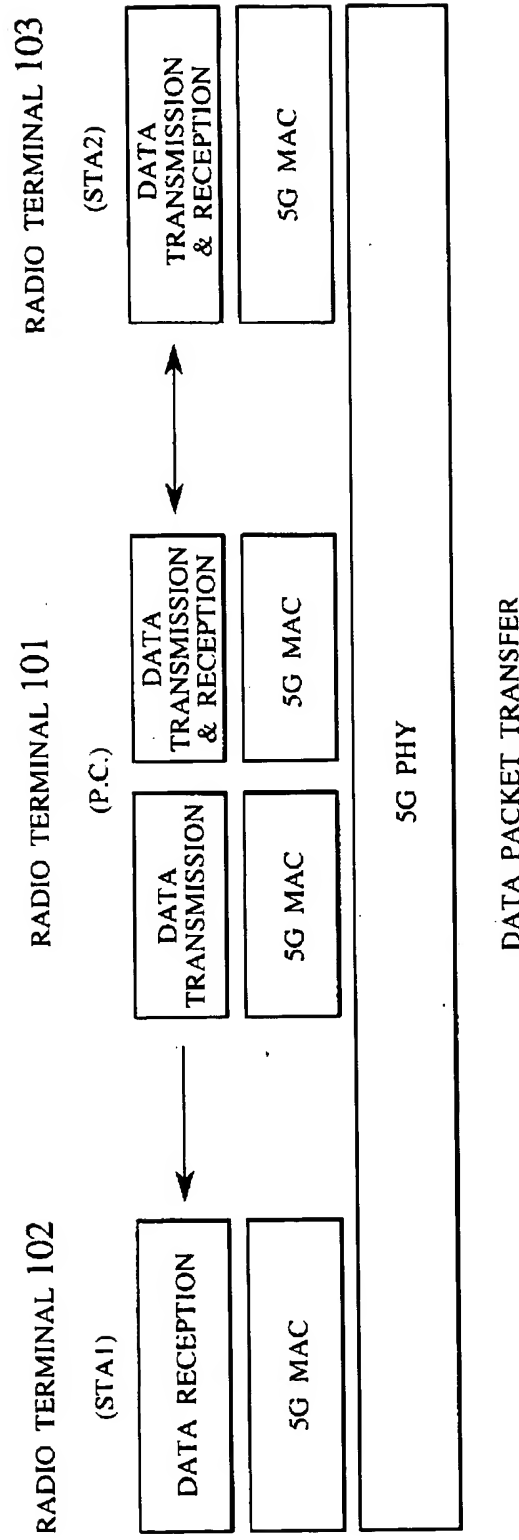 RADIO TERMINAL 102
(STA1)
DATA RECEPTION
5G MAC
RADIO TERMINAL 101
(P.C.)
DATA
TRANSMISSION
5G MAC
DATA
TRANSMISSION
& RECEPTION
5G MAC
RADIO TERMINAL 103
(STA2)
DATA
TRANSMISSION
& RECEPTION
5G MAC
5G PHY
DATA PACKET TRANSFER